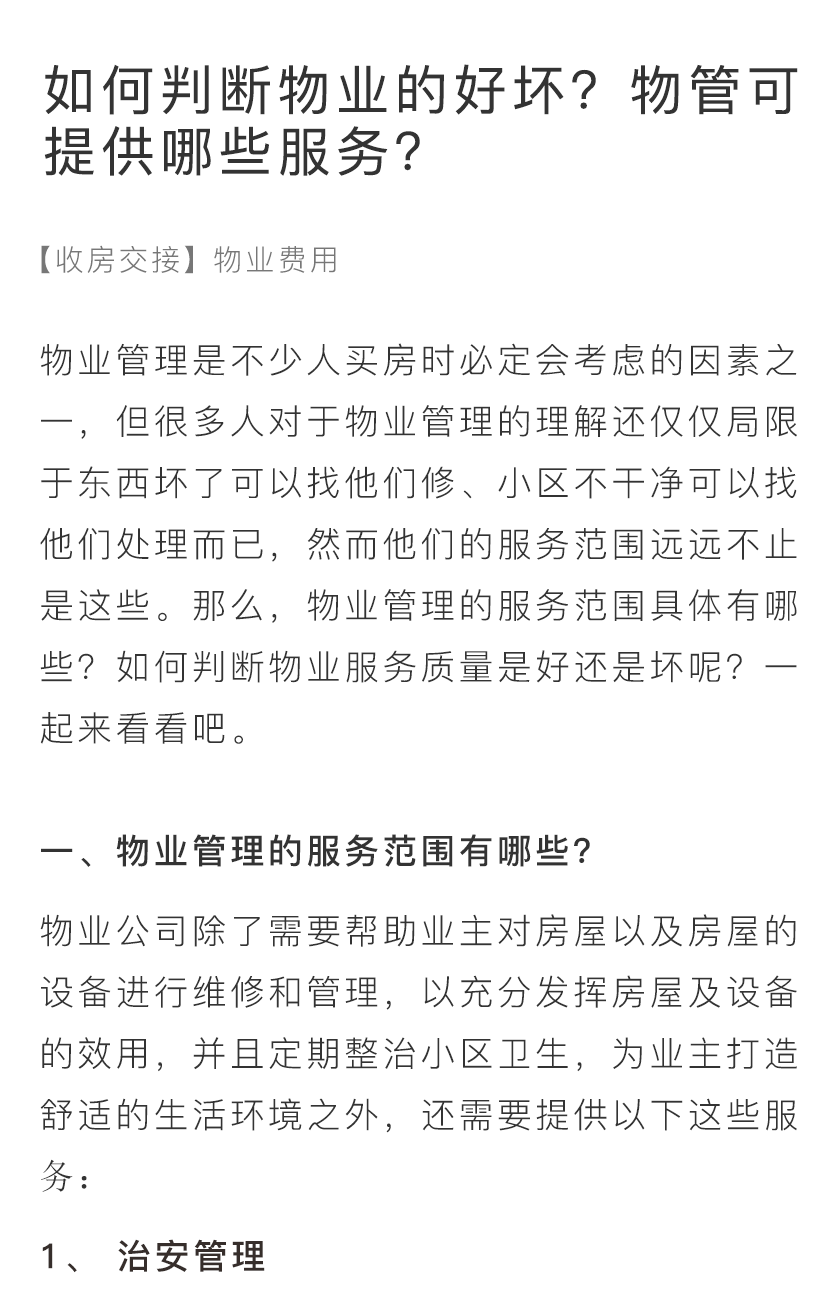 如何判断物业的好坏？物管可
提供哪些服务？
【收房交接】物业费用
物业管理是不少人买房时必定会考虑的因素之
一，但很多人对于物业管理的理解还仅仅局限
于东西坏了可以找他们修、小区不干净可以找
他们处理而已，然而他们的服务范围远远不止
是这些。那么，物业管理的服务范围具体有哪
些？如何判断物业服务质量是好还是坏呢？一
起来看看吧。
一、物业管理的服务范围有哪些？
物业公司除了需要帮助业主对房屋以及房屋的
设备进行维修和管理，以充分发挥房屋及设备
的效用，并且定期整治小区卫生，为业主打造
舒适的生活环境之外，还需要提供以下这些服
务：
1、 治安管理